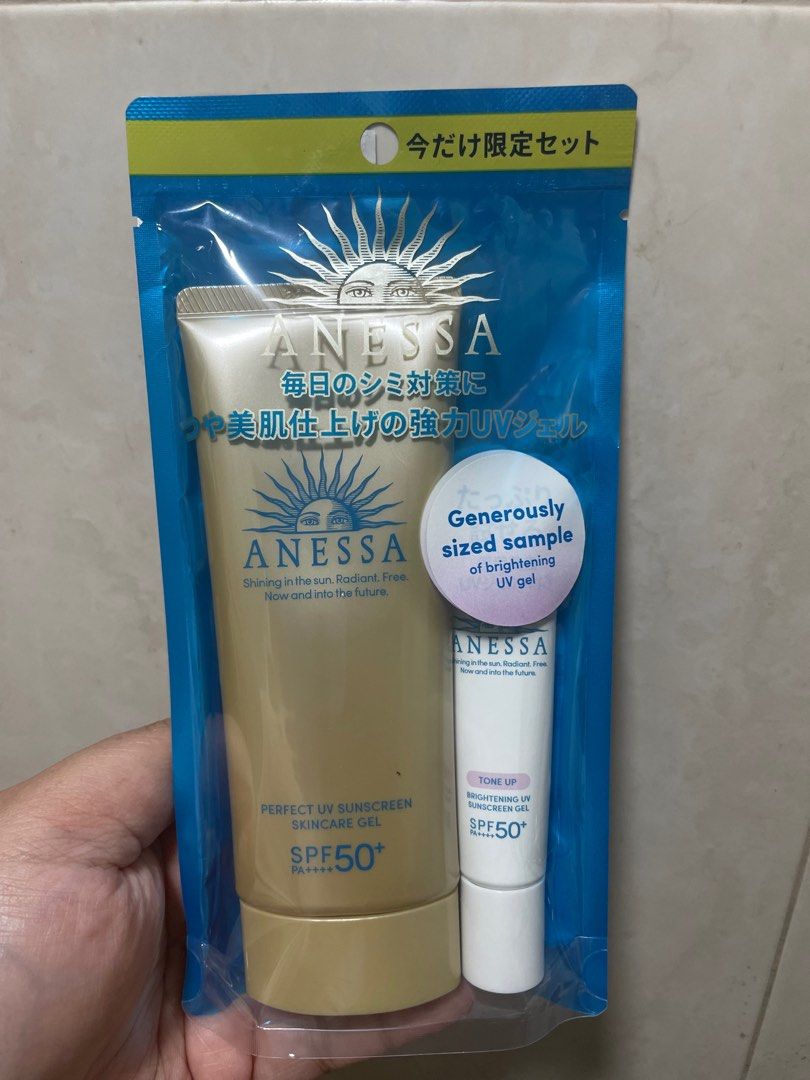 今だけ限定セット
ANESSA
毎日のシミ対策に
つや美肌仕上げの強力UVジェル
ANESSA
Shining in the sun. Radiant. Free.
Now and into the future.
PERFECT UV SUNSCREEN
SKINCARE GEL
SPF50+
PA++++
たっぷり
Generously
sized sample
of brightening
UV gel
ANESSA
Shining in the sun. Radiant. Free.
Now and into the future.
TONE UP
BRIGHTENING UV
SUNSCREEN GEL
SPF50+
PA++++